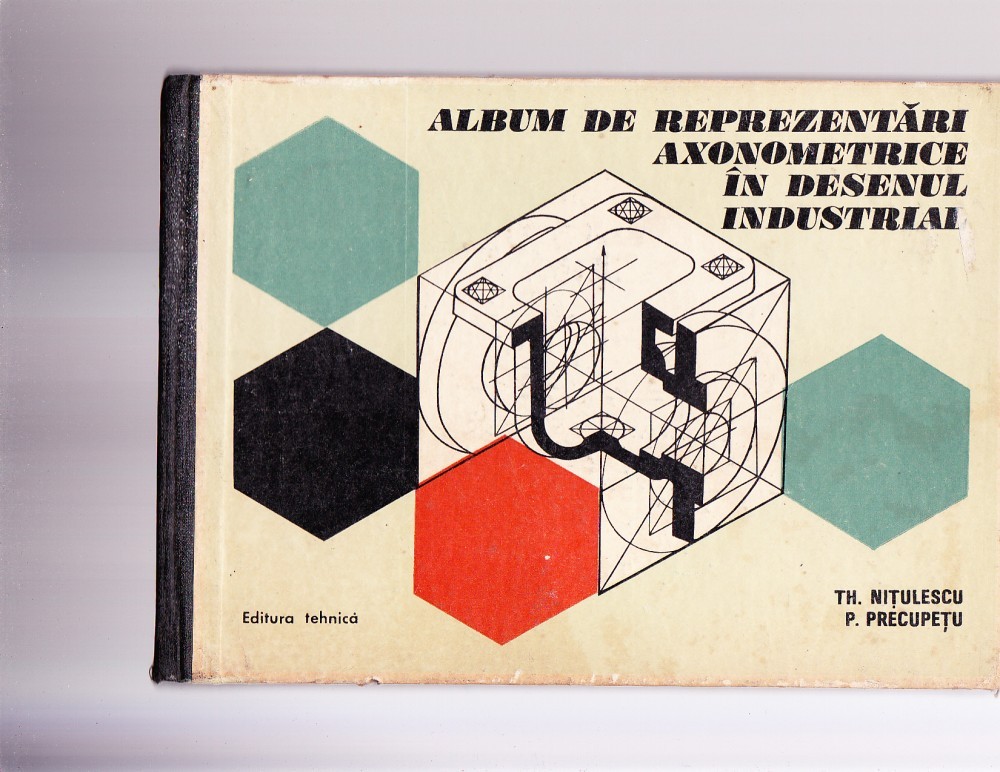 ALBUM DE REPREZENTĂRI
AXONOMETRICE
ÎN DESENUL
INDUSTRIAL
TH. NIȚULESCU
P. PRECUPEȚU
Editura tehnică